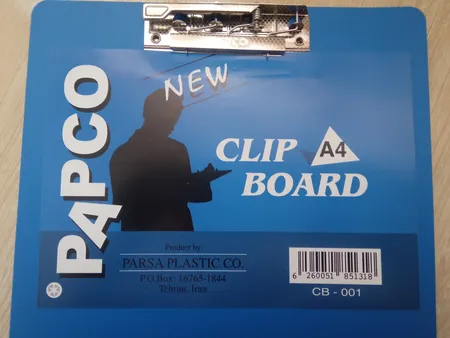 PAPCO
NEW
CLIP
A4
BOARD
Product by:
PARSA PLASTIC CO.
P.O.Box: 16765-1844
Tehran, Iran
6 260051 851318
CB - 001